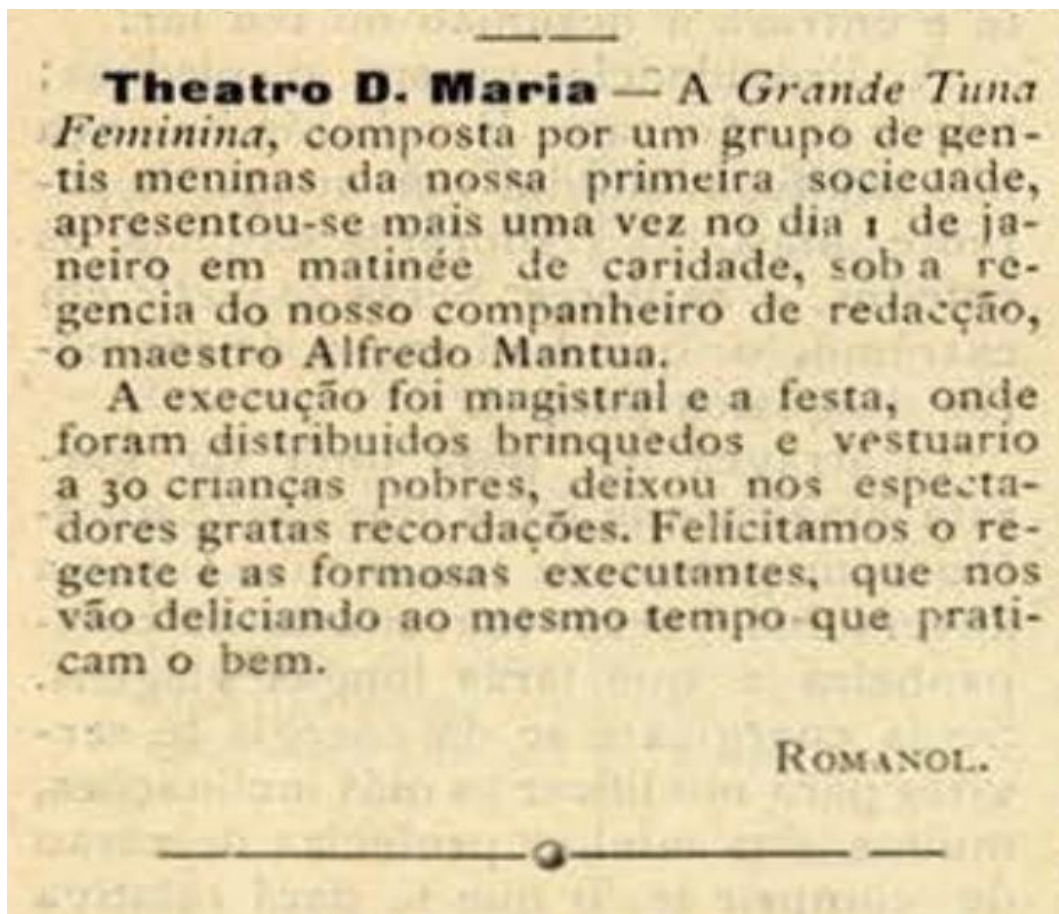 Theatro D. Maria — A Grande Tuna
Feminina, composta por um grupo de gen-
tis meninas da nossa primeira sociedade,
apresentou-se mais uma vez no dia 1 de ja-
neiro em matinée de caridade, sob a re-
gencia do nosso companheiro de redacção,
o maestro Alfredo Mantua.
A execução foi magistral e a festa, onde
foram distribuidos brinquedos e vestuario
a 30 crianças pobres, deixou nos especta-
dores gratas recordações. Felicitamos o re-
gente e as formosas executantes, que nos
vão deliciando ao mesmo tempo que prati-
cam o bem.
ROMANOL.